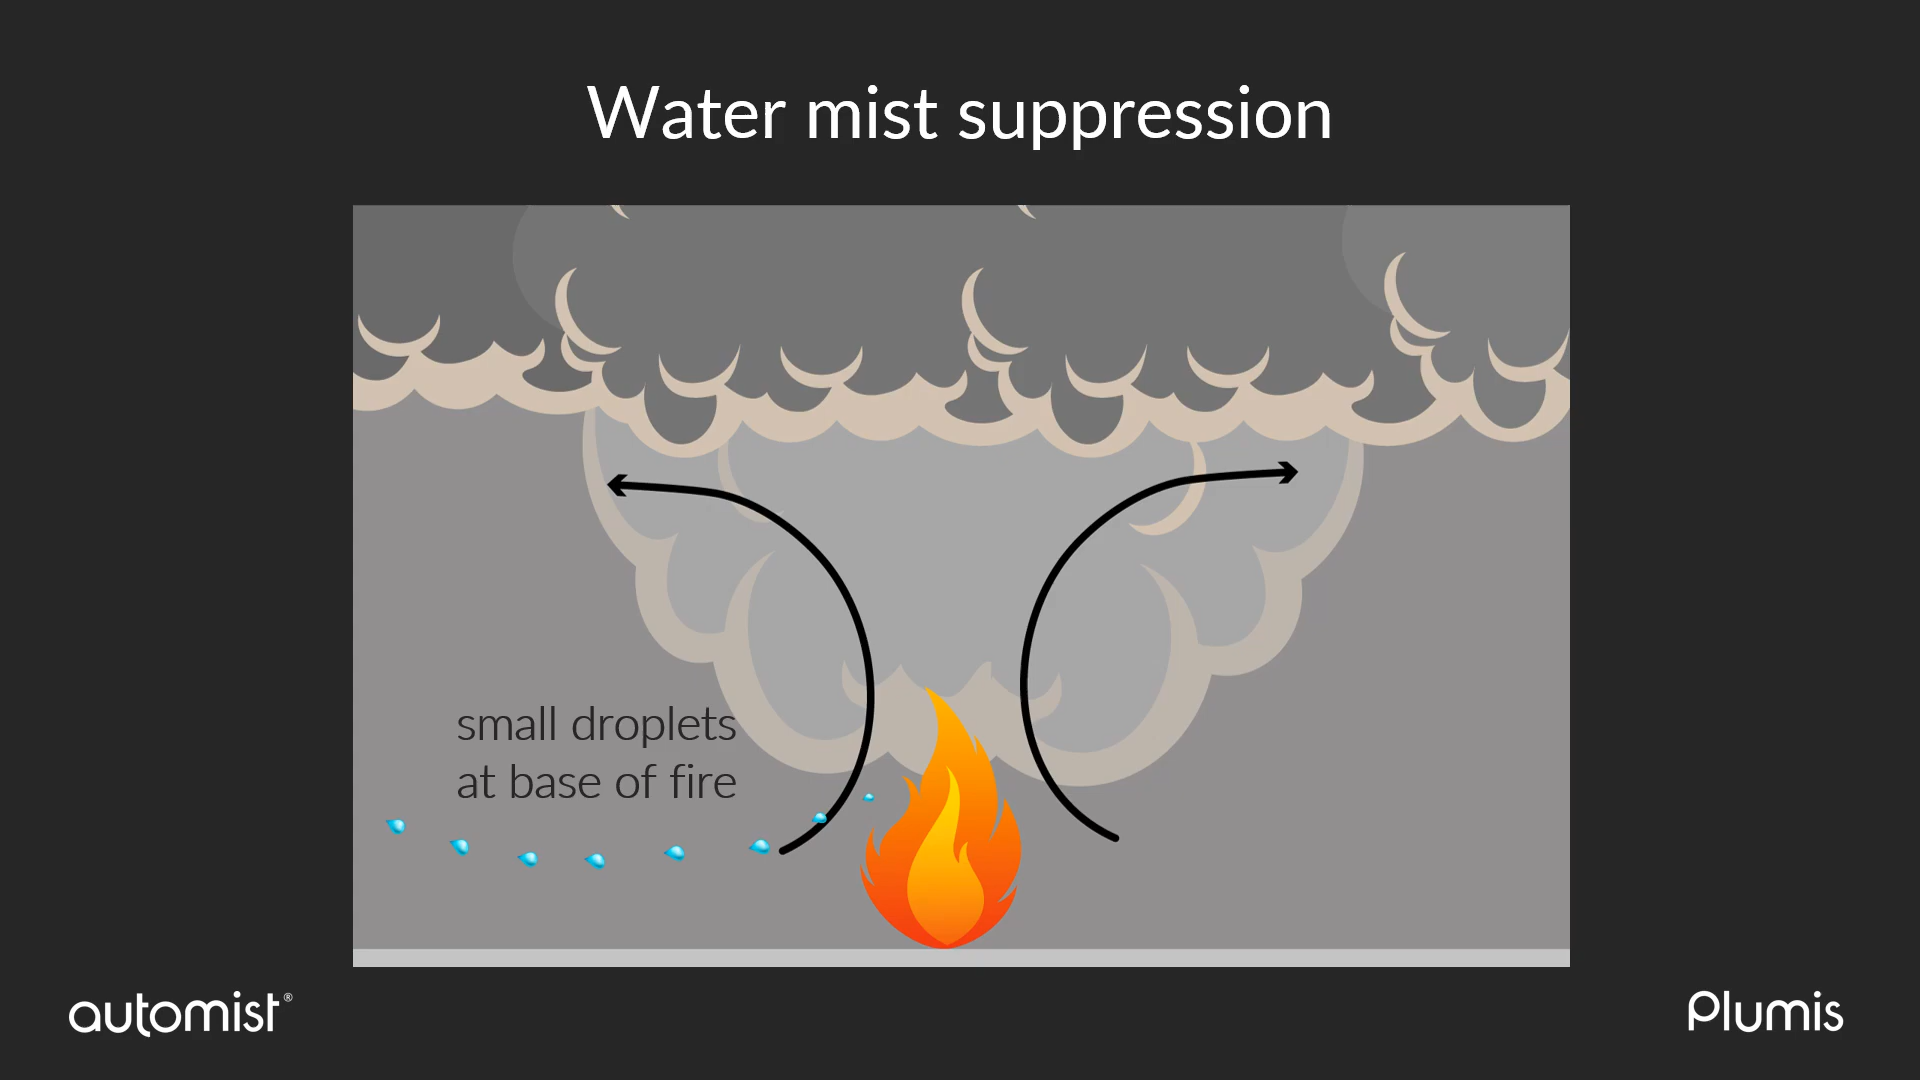 Water mist suppression
small droplets
at base of fire
automist®
Plumis